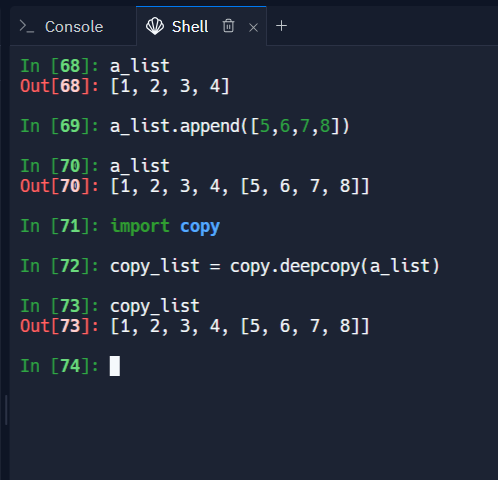 Console Shell
In [68]: a_list
Out[68]: [1, 2, 3, 4]
In [69]: a_list.append([5,6,7,8])
In [70]: a_list
Out[70]: [1, 2, 3, 4, [5, 6, 7, 8]]
In [71]: import copy
In [72]: copy_list = copy.deepcopy(a_list)
In [73]: copy_list
Out[73]: [1, 2, 3, 4, [5, 6, 7, 8]]
In [74]: